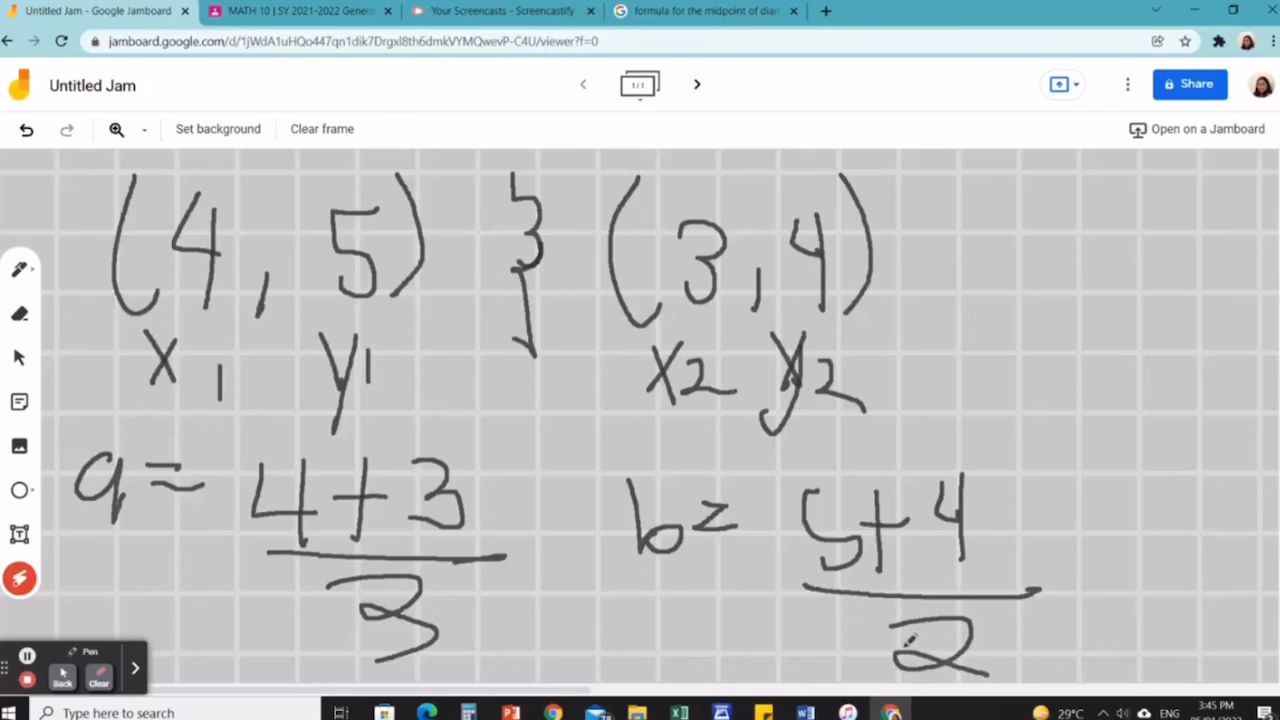 Untitled Jam - Google Jamboard
MATH 10 | SY 2021-2022 Genera
Your Screencasts - Screencastify
formula for the midpoint of diam
jamboard.google.com/d/1jWdA1uHQo447qn1dik7Drgxl8th6dmkVYMQwevP-C4U/viewer?f=0
Untitled Jam
1/1
Share
Set background
Clear frame
Open on a Jamboard
(4, 5) } (3, 4)
x1 y1 x2 y2
a = 4+3
3
b = 5+4
2
Pen
Back
Clear
Type here to search
29°C
ENG
3:45 PM